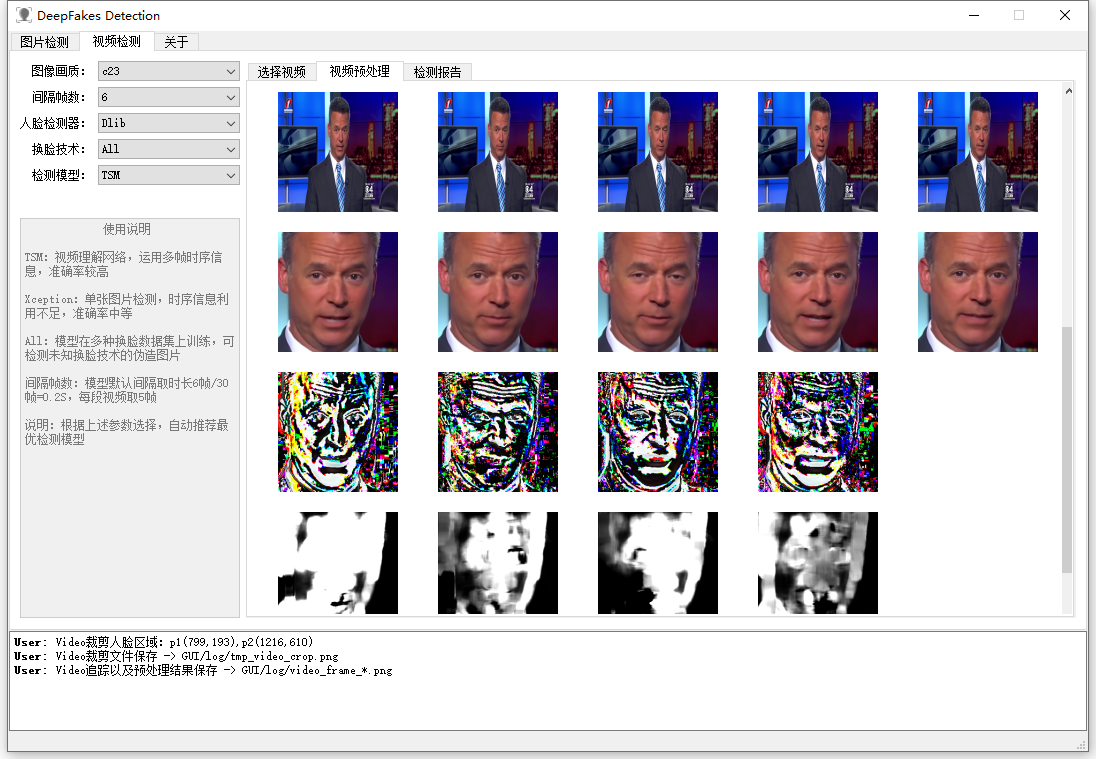 DeepFakes Detection
图片检测 视频检测 关于
图像画质： c23
间隔帧数： 6
人脸检测器： Dlib
换脸技术： All
检测模型： TSM
选择视频 视频预处理 检测报告
使用说明
TSM：视频理解网络，运用多帧时序信
息，准确率较高
Xception：单张图片检测，时序信息利
用不足，准确率中等
All：模型在多种换脸数据集上训练，可
检测未知换脸技术的伪造图片
间隔帧数：模型默认间隔取时长6帧/30
帧=0.2S，每段视频取5帧
说明：根据上述参数选择，自动推荐最
优检测模型
User: Video裁剪人脸区域：p1(799,193),p2(1216,610)
User: Video裁剪文件保存 -> GUI/log/tmp_video_crop.png
User: Video追踪以及预处理结果保存 -> GUI/log/video_frame_*.png